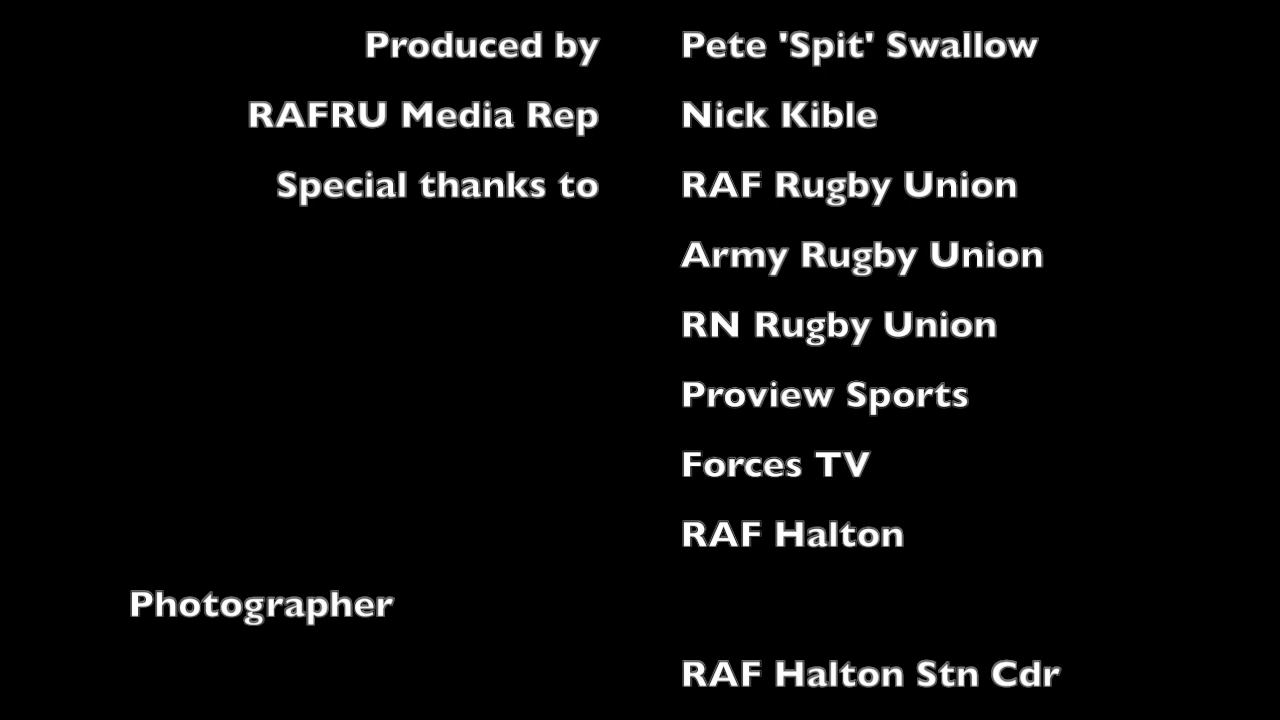 Produced by Pete 'Spit' Swallow
RAFRU Media Rep Nick Kible
Special thanks to RAF Rugby Union
Army Rugby Union
RN Rugby Union
Proview Sports
Forces TV
RAF Halton
Photographer
RAF Halton Stn Cdr